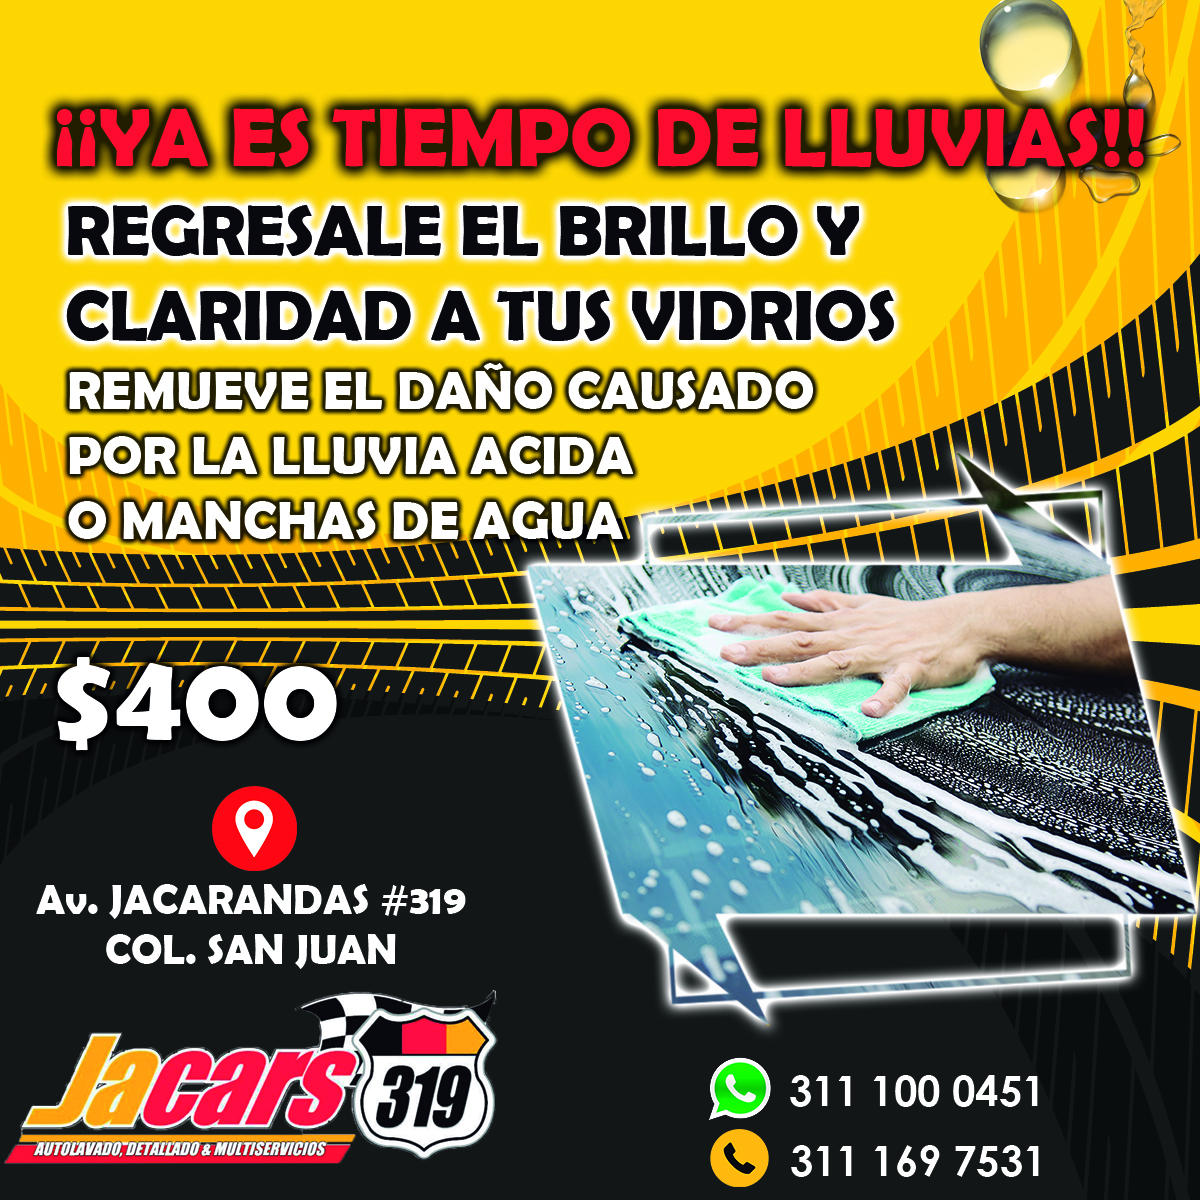 ¡¡YA ES TIEMPO DE LLUVIAS!!
REGRESALE EL BRILLO Y
CLARIDAD A TUS VIDRIOS
REMUEVE EL DAÑO CAUSADO
POR LA LLUVIA ACIDA
O MANCHAS DE AGUA
$400
Av. JACARANDAS #319
COL. SAN JUAN
Jacars 319
AUTOLAVADO, DETALLADO & MULTISERVICIOS
311 100 0451
311 169 7531